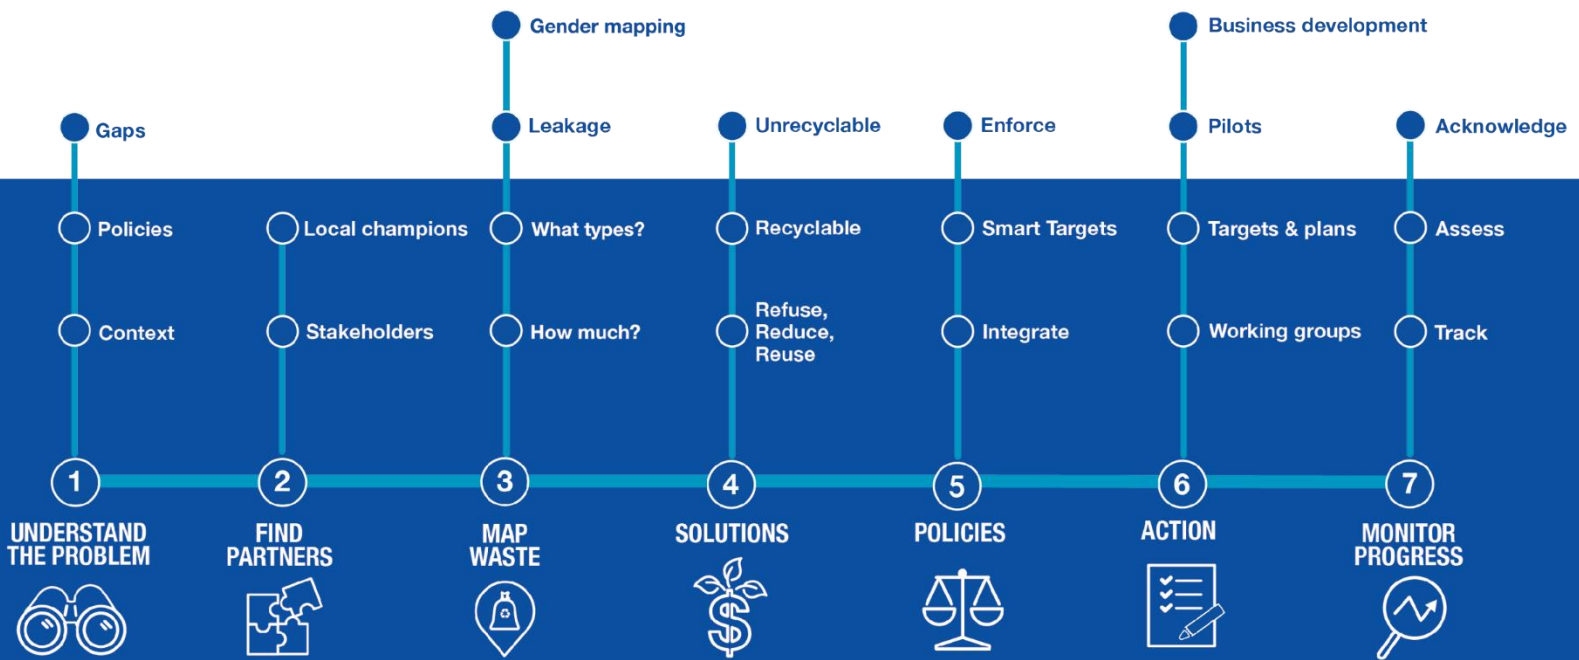 Gender mapping
Business development
Gaps
Leakage
Unrecyclable
Enforce
Pilots
Acknowledge
Policies
Local champions
What types?
Recyclable
Smart Targets
Targets & plans
Assess
Context
Stakeholders
How much?
Refuse,
Reduce,
Reuse
Integrate
Working groups
Track
1
2
3
4
5
6
7
UNDERSTAND
THE PROBLEM
FIND
PARTNERS
MAP
WASTE
SOLUTIONS
POLICIES
ACTION
MONITOR
PROGRESS
$